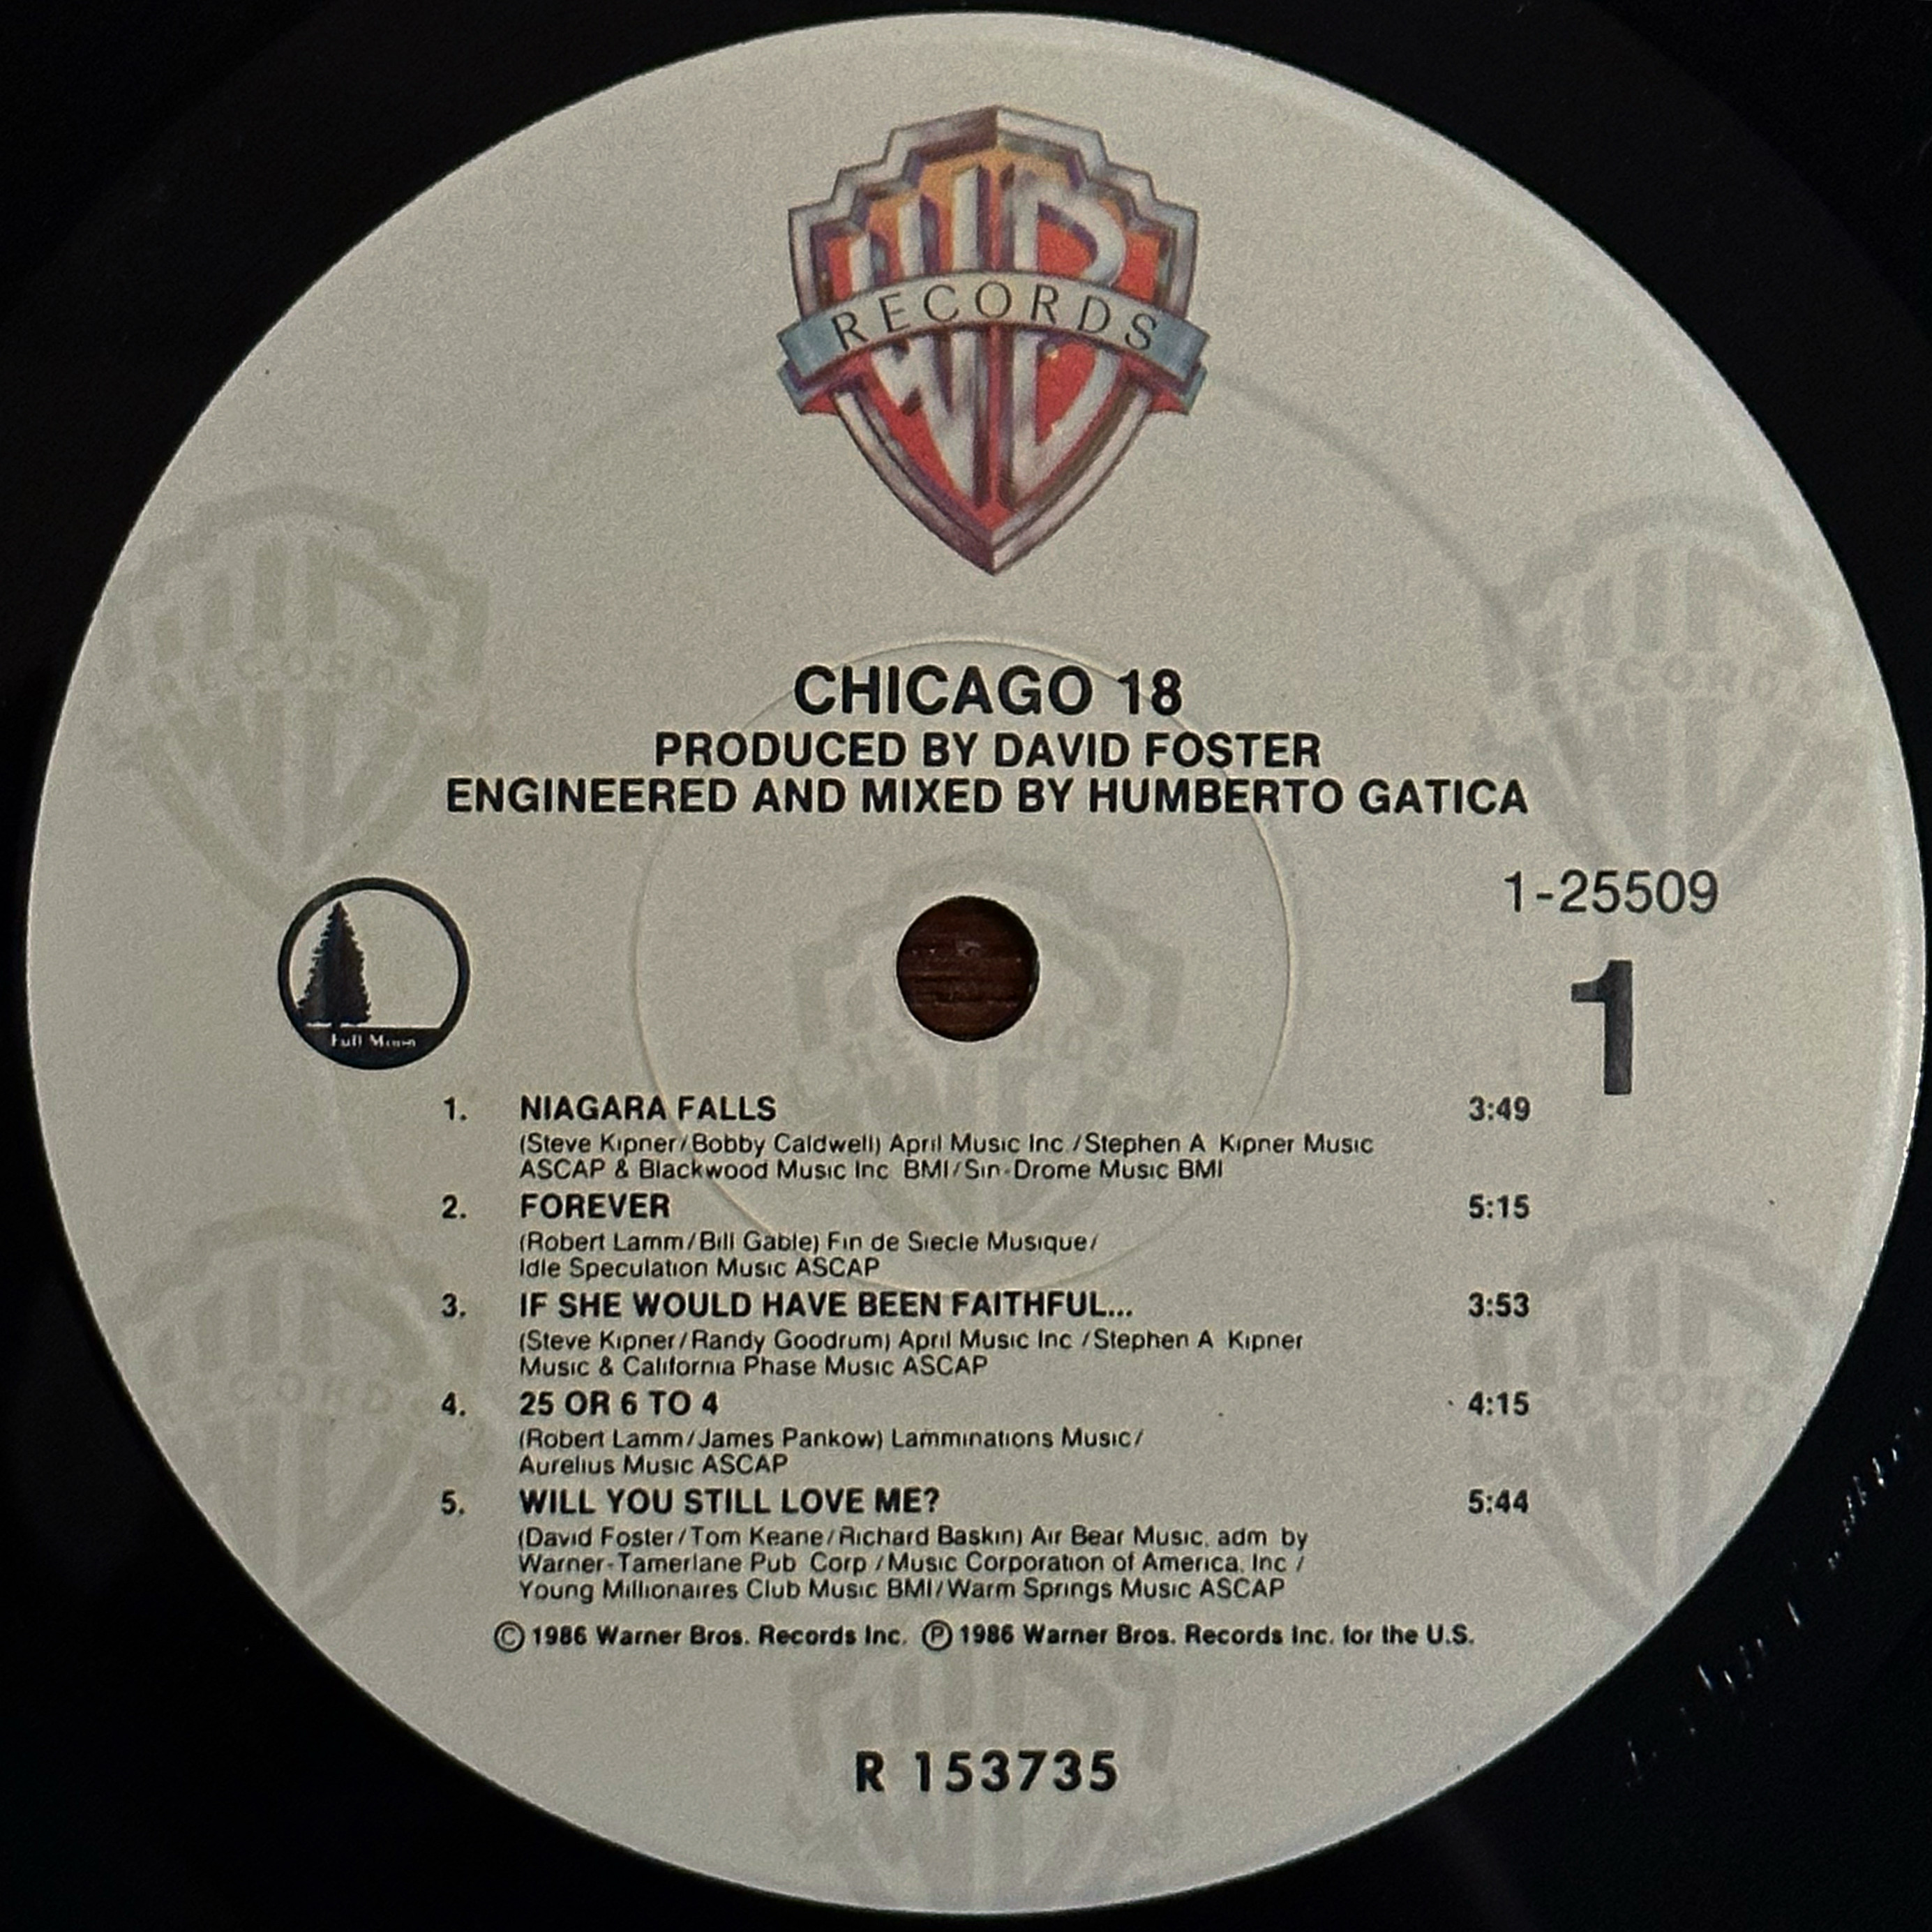 WB
RECORDS
CHICAGO 18
PRODUCED BY DAVID FOSTER
ENGINEERED AND MIXED BY HUMBERTO GATICA
1-25509
1
Full Moon
1. NIAGARA FALLS 3:49
(Steve Kipner/Bobby Caldwell) April Music Inc./Stephen A. Kipner Music
ASCAP & Blackwood Music Inc. BMI/Sin-Drome Music BMI
2. FOREVER 5:15
(Robert Lamm/Bill Gable) Fin de Siecle Musique/
Idle Speculation Music ASCAP
3. IF SHE WOULD HAVE BEEN FAITHFUL... 3:53
(Steve Kipner/Randy Goodrum) April Music Inc./Stephen A. Kipner
Music & California Phase Music ASCAP
4. 25 OR 6 TO 4 4:15
(Robert Lamm/James Pankow) Lamminations Music/
Aurelius Music ASCAP
5. WILL YOU STILL LOVE ME? 5:44
(David Foster/Tom Keane/Richard Baskin) Air Bear Music, adm. by
Warner-Tamerlane Pub. Corp./Music Corporation of America, Inc./
Young Millionaires Club Music BMI/Warm Springs Music ASCAP
© 1986 Warner Bros. Records Inc. ℗ 1986 Warner Bros. Records Inc. for the U.S.
R 153735